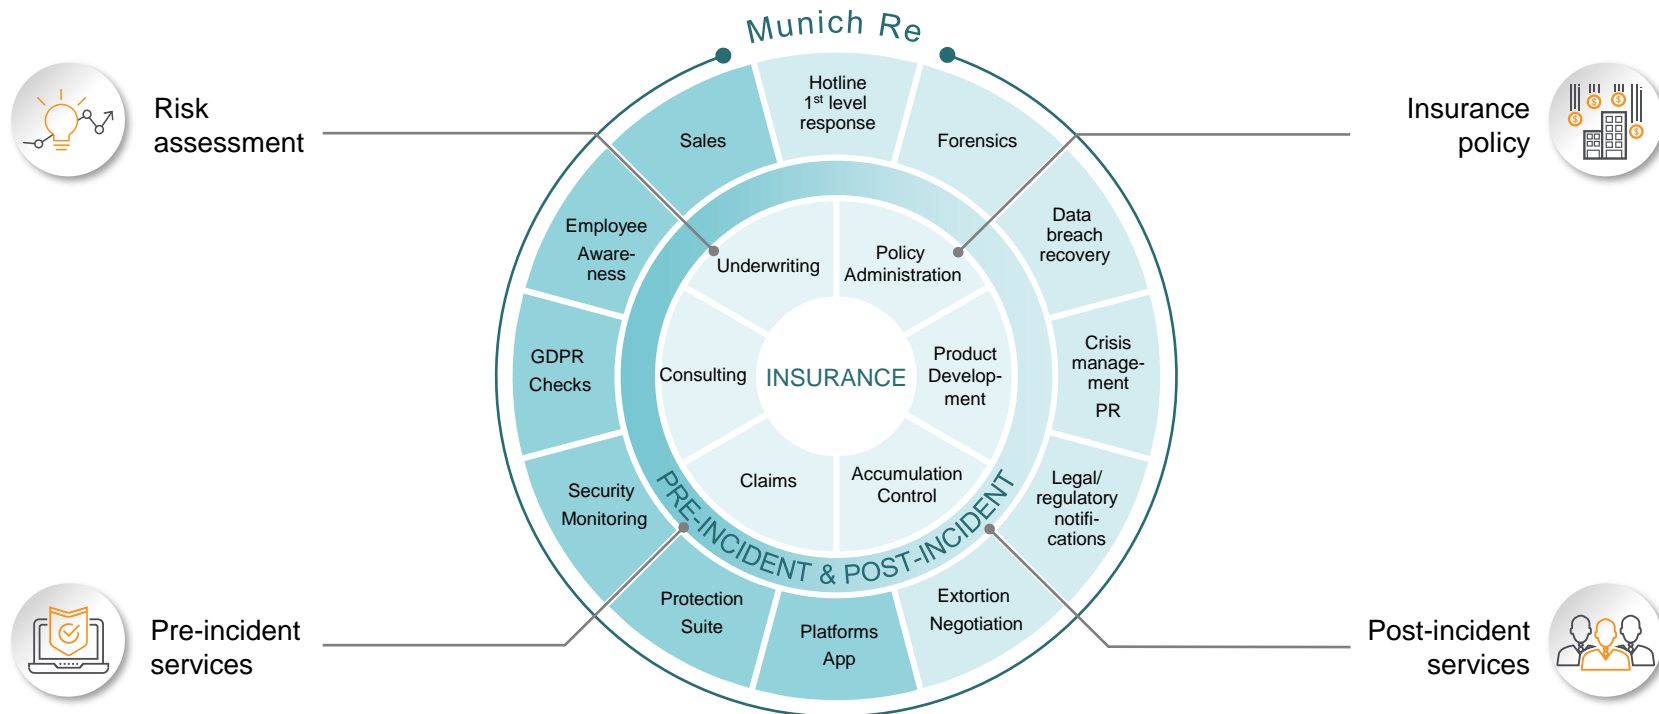 Munich Re
Risk
assessment
Insurance
policy
Hotline
1st level
response
Sales
Forensics
Employee
Aware-
ness
Data
breach
recovery
Underwriting
Policy
Administration
GDPR
Checks
Consulting
INSURANCE
Product
Develop-
ment
Crisis
manage-
ment
PR
Security
Monitoring
Claims
Accumulation
Control
Legal/
regulatory
notifi-
cations
PRE-INCIDENT & POST-INCIDENT
Protection
Suite
Platforms
App
Extortion
Negotiation
Pre-incident
services
Post-incident
services